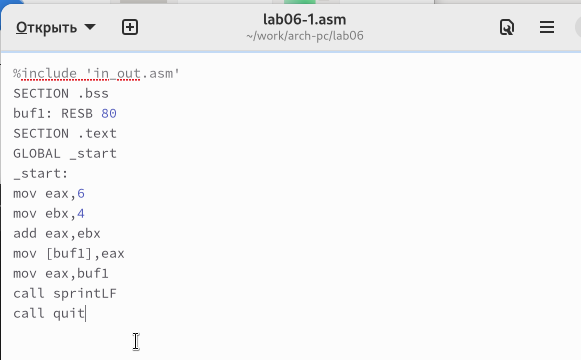 Открыть
lab06-1.asm
~/work/arch-pc/lab06
%include 'in_out.asm'
SECTION .bss
buf1: RESB 80
SECTION .text
GLOBAL _start
_start:
mov eax,6
mov ebx,4
add eax,ebx
mov [buf1],eax
mov eax,buf1
call sprintLF
call quit